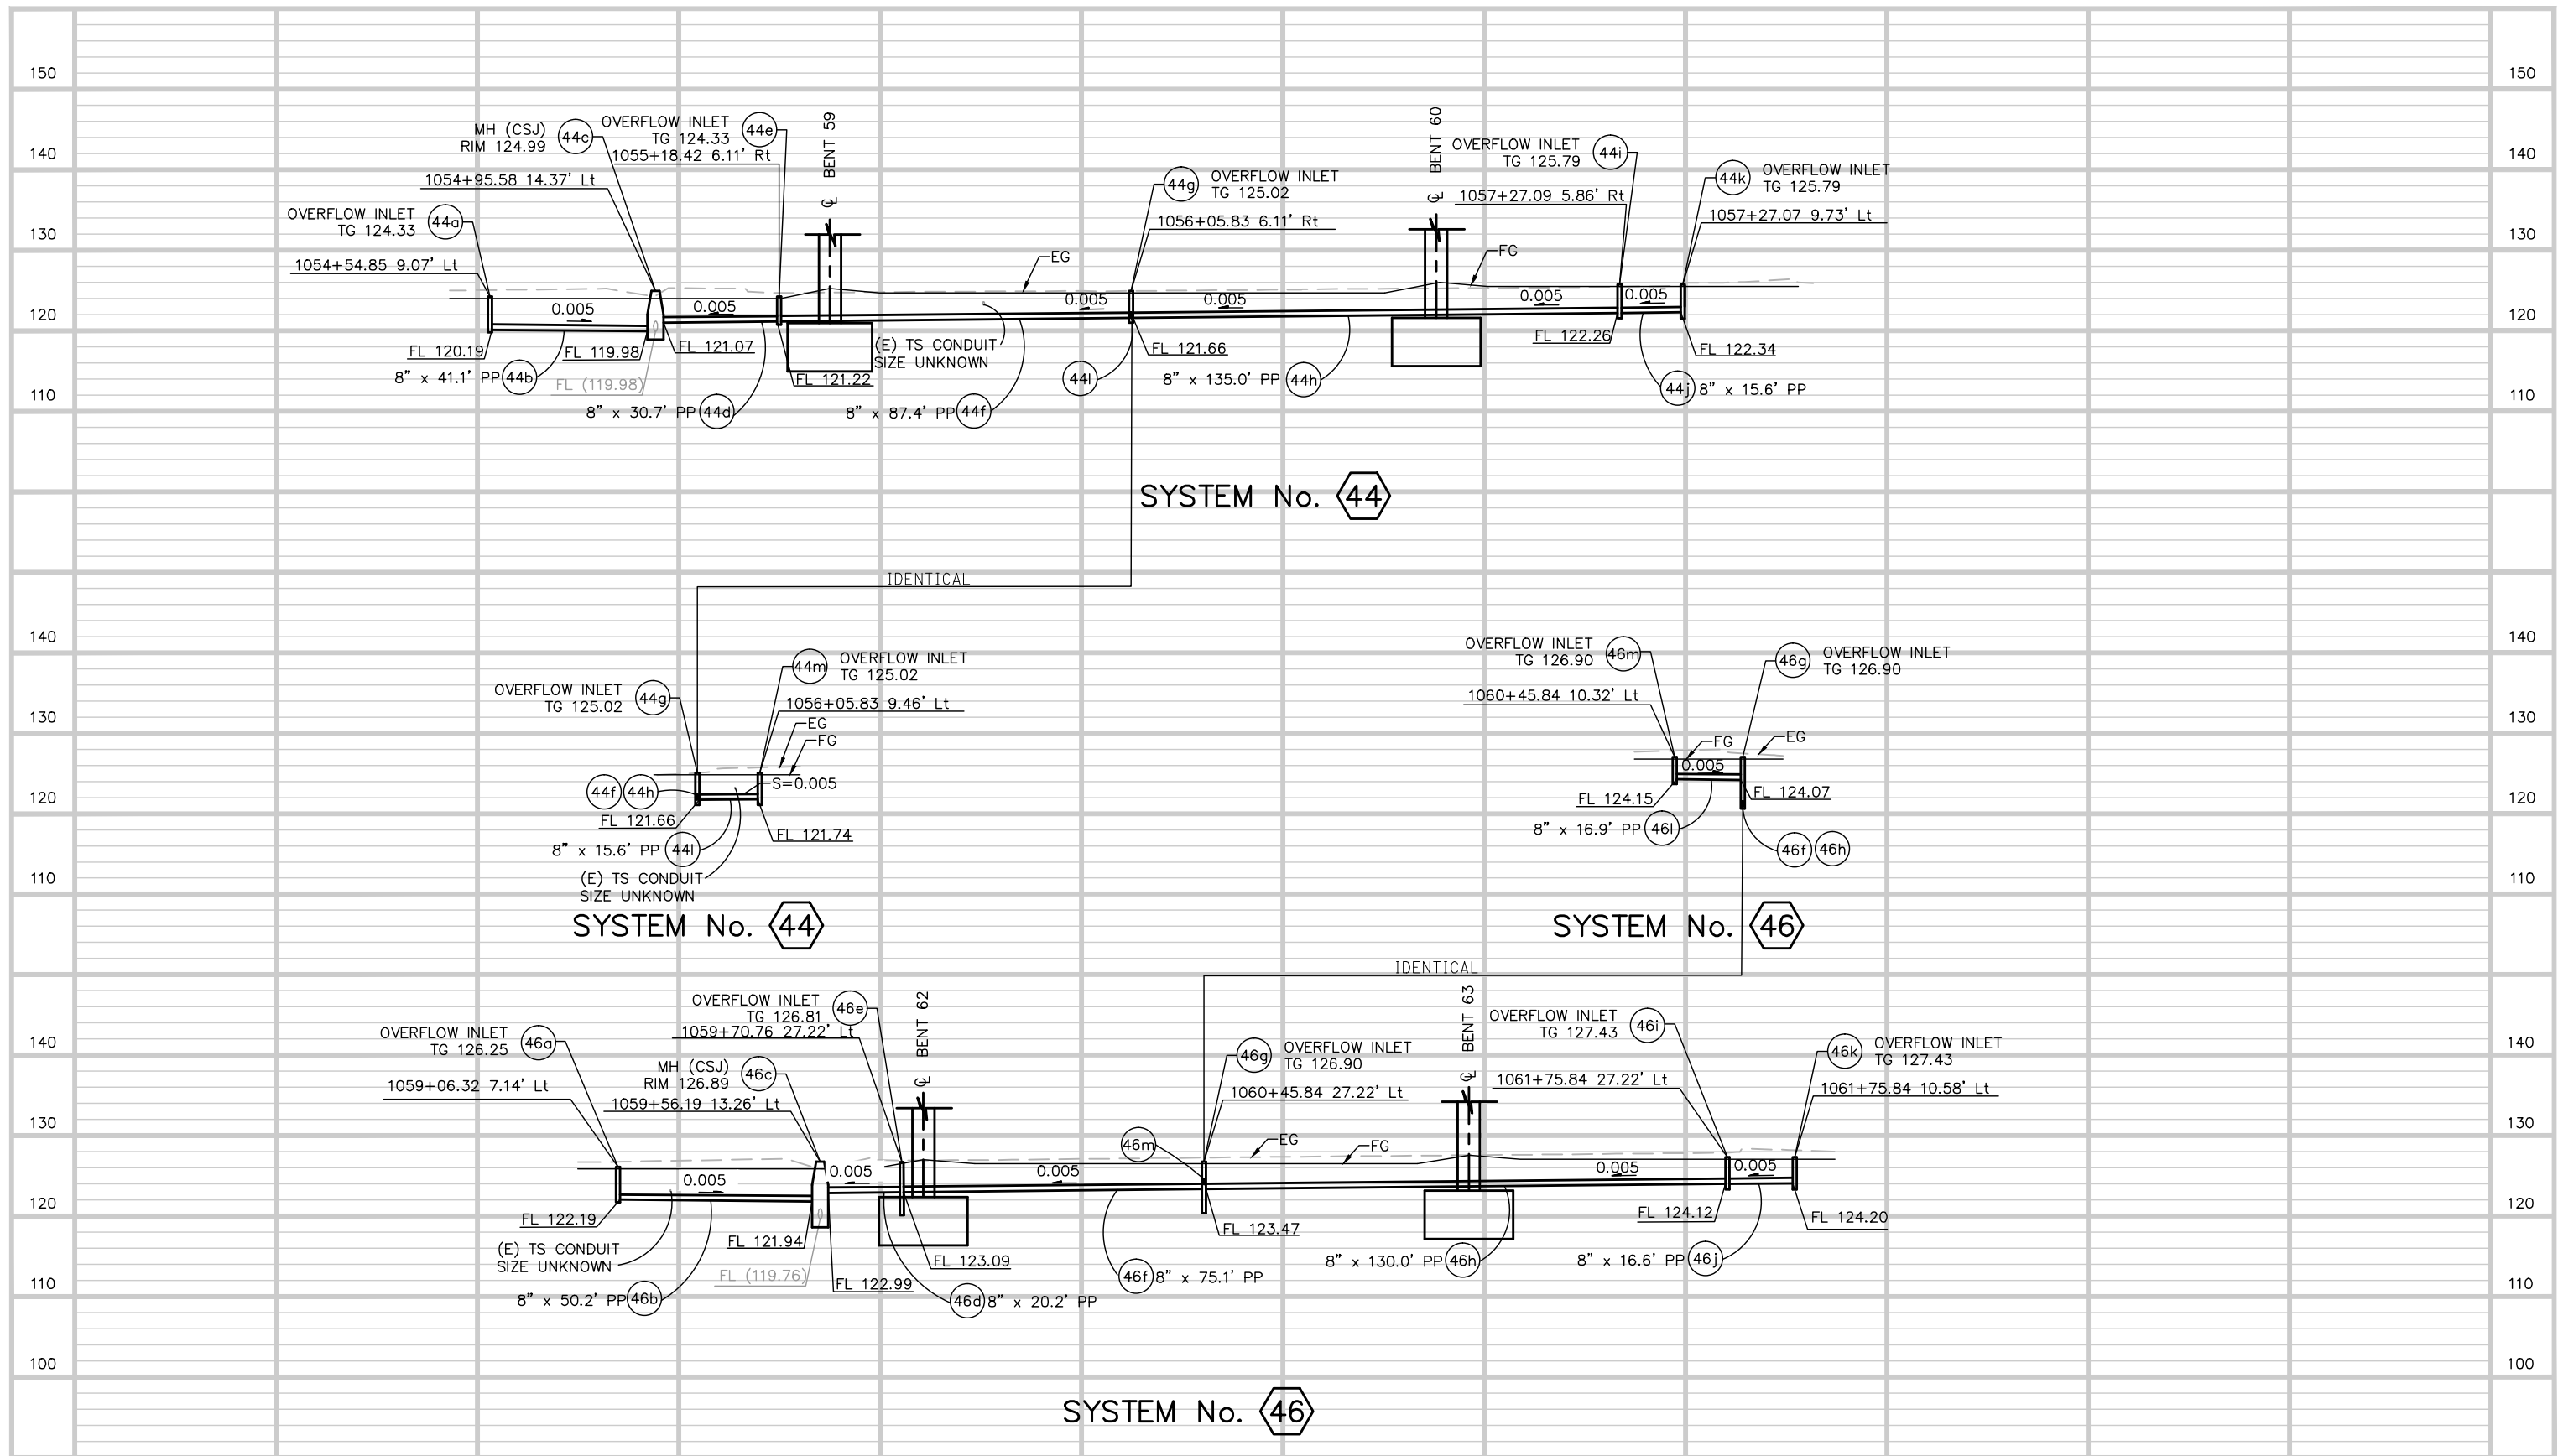 150
150
140
140
130
130
120
120
110
110
MH (CSJ)
RIM 124.99
44c
OVERFLOW INLET
TG 124.33
44e
1055+18.42 6.11' Rt
1054+95.58 14.37' Lt
OVERFLOW INLET
TG 124.33
44a
1054+54.85 9.07' Lt
℄ BENT 59
44g
OVERFLOW INLET
TG 125.02
1056+05.83 6.11' Rt
℄ BENT 60
OVERFLOW INLET
TG 125.79
44i
1057+27.09 5.86' Rt
44k
OVERFLOW INLET
TG 125.79
1057+27.07 9.73' Lt
EG
FG
0.005
0.005
0.005
0.005
0.005
0.005
FL 120.19
FL 119.98
FL 121.07
8" x 41.1' PP
44b
FL (119.98)
8" x 30.7' PP
44d
(E) TS CONDUIT
SIZE UNKNOWN
FL 121.22
8" x 87.4' PP
44f
44l
FL 121.66
8" x 135.0' PP
44h
FL 122.26
FL 122.34
44j
8" x 15.6' PP
SYSTEM No. 44
IDENTICAL
140
140
130
130
120
120
110
110
OVERFLOW INLET
TG 125.02
44g
44m
OVERFLOW INLET
TG 125.02
1056+05.83 9.46' Lt
EG
FG
S=0.005
44f
44h
FL 121.66
FL 121.74
8" x 15.6' PP
44l
(E) TS CONDUIT
SIZE UNKNOWN
SYSTEM No. 44
OVERFLOW INLET
TG 126.90
46m
1060+45.84 10.32' Lt
46g
OVERFLOW INLET
TG 126.90
FG
EG
0.005
FL 124.15
FL 124.07
8" x 16.9' PP
46l
46f
46h
SYSTEM No. 46
IDENTICAL
140
140
130
130
120
120
110
110
100
100
OVERFLOW INLET
TG 126.25
46a
1059+06.32 7.14' Lt
OVERFLOW INLET
TG 126.81
46e
1059+70.76 27.22' Lt
MH (CSJ)
RIM 126.89
46c
1059+56.19 13.26' Lt
℄ BENT 62
46g
OVERFLOW INLET
TG 126.90
1060+45.84 27.22' Lt
46m
EG
FG
℄ BENT 63
OVERFLOW INLET
TG 127.43
46i
1061+75.84 27.22' Lt
46k
OVERFLOW INLET
TG 127.43
1061+75.84 10.58' Lt
0.005
0.005
0.005
0.005
0.005
FL 122.19
(E) TS CONDUIT
SIZE UNKNOWN
FL 121.94
FL (119.76)
8" x 50.2' PP
46b
FL 122.99
FL 123.09
46d
8" x 20.2' PP
46f
8" x 75.1' PP
FL 123.47
8" x 130.0' PP
46h
FL 124.12
FL 124.20
8" x 16.6' PP
46j
SYSTEM No. 46